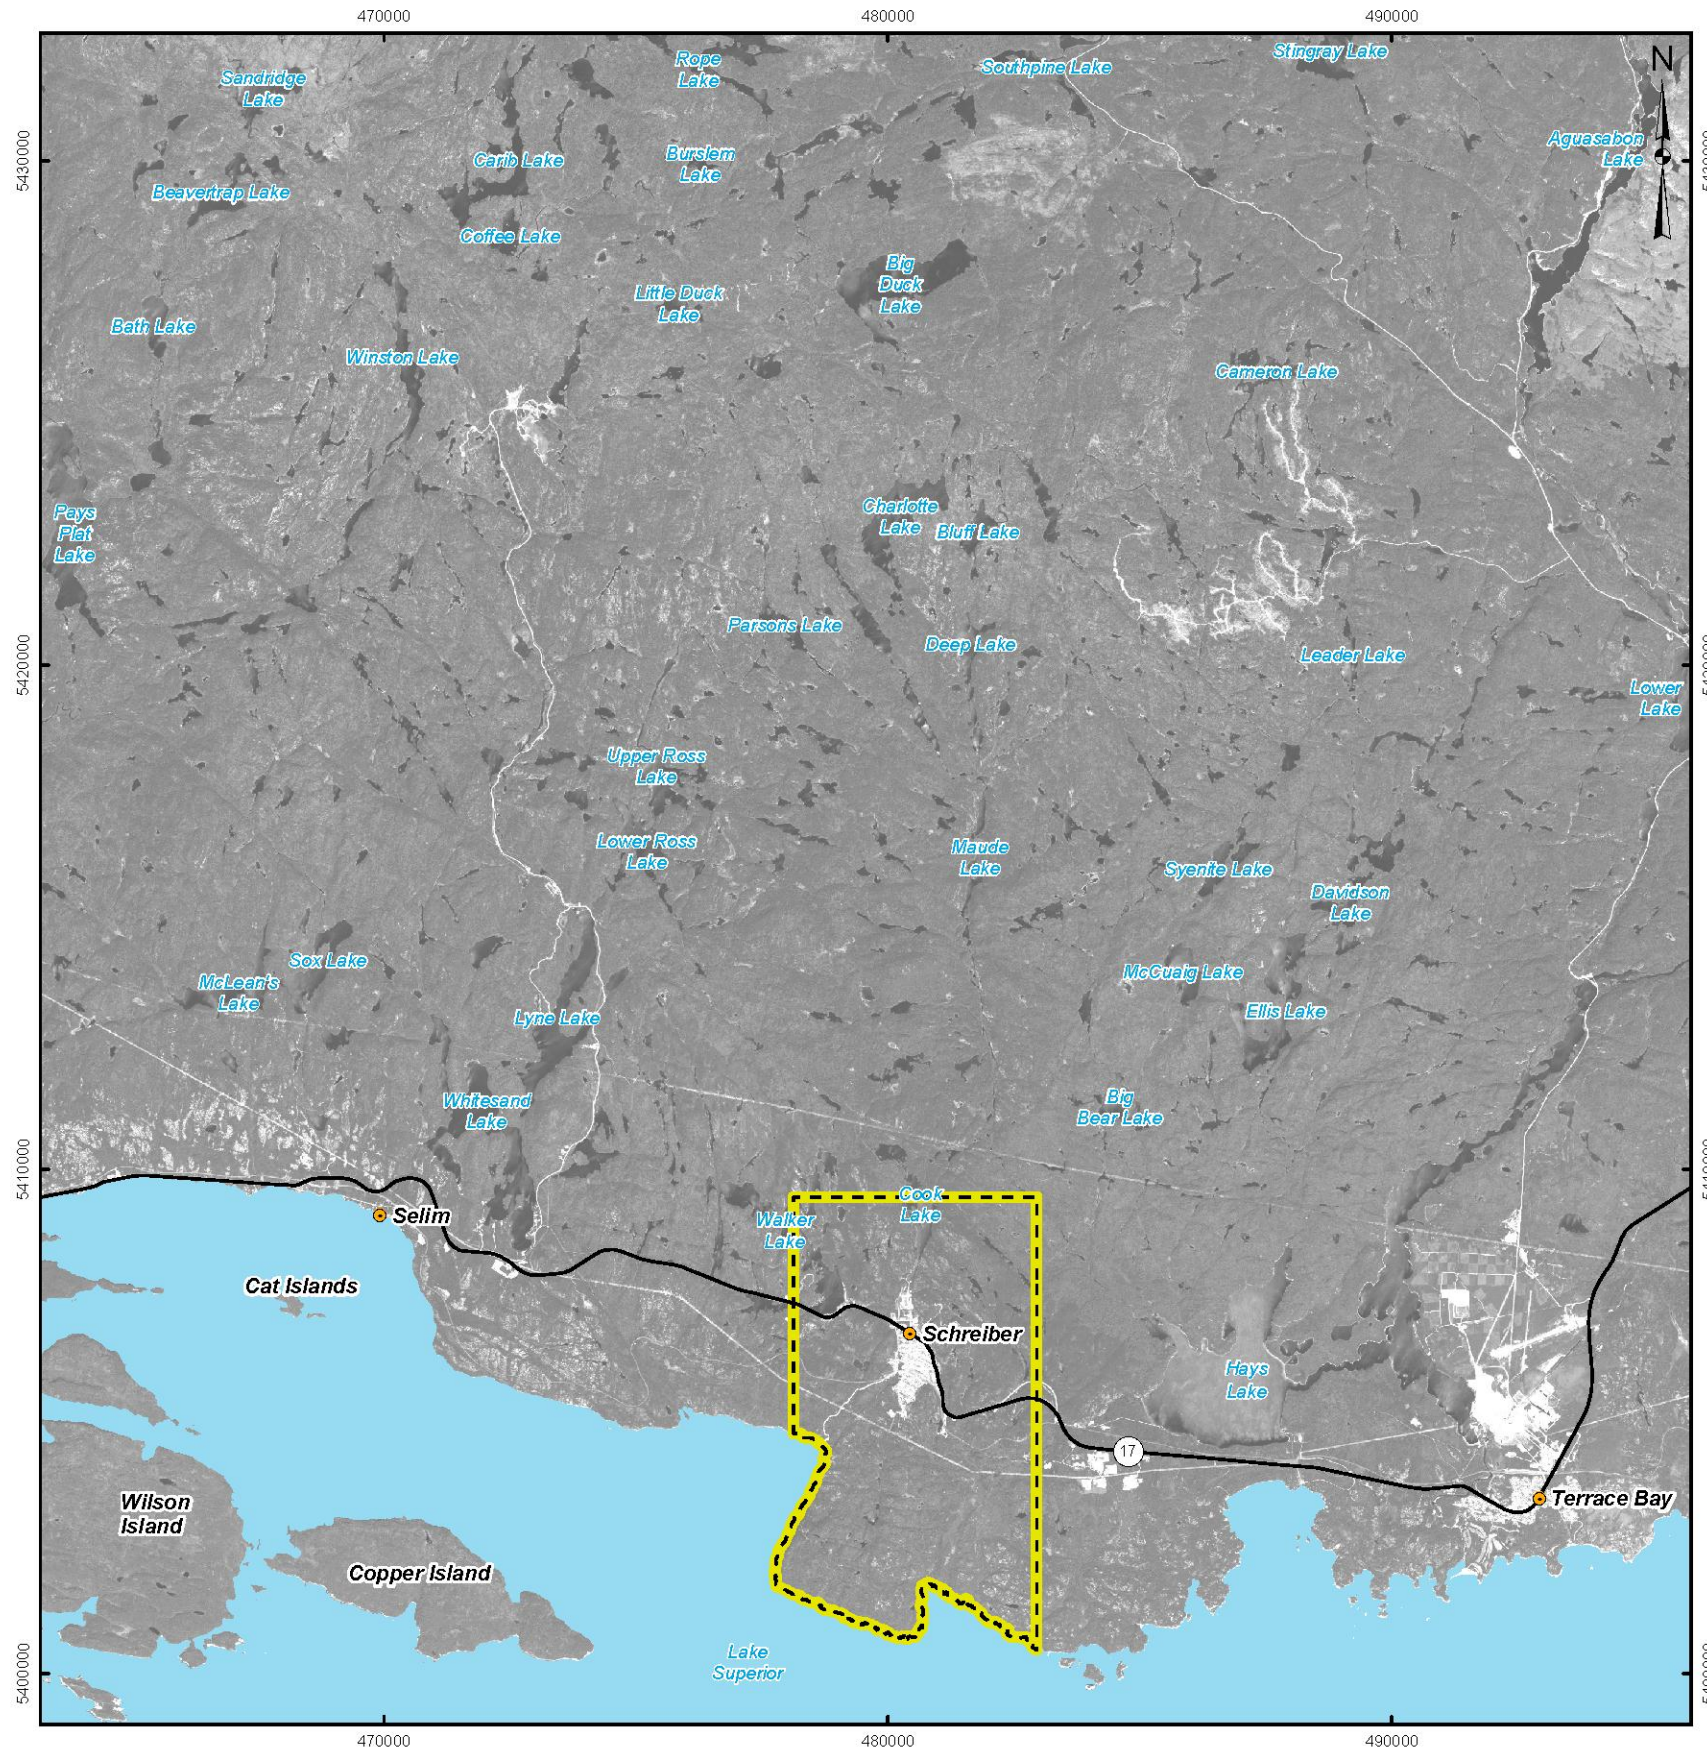 470000
480000
490000
N
Stingray Lake
Rope
Lake
Southpine Lake
Sandridge
Lake
5430000
Aguasabon
Lake
Carib Lake
Burslem
Lake
Beavertrap Lake
Coffee Lake
Big
Duck
Lake
Little Duck
Lake
Bath Lake
Winston Lake
Cameron Lake
Charlotte
Lake
Bluff Lake
Pays
Plat
Lake
Parsons Lake
Deep Lake
Leader Lake
5420000
Lower
Lake
Upper Ross
Lake
Lower Ross
Lake
Maude
Lake
Syenite Lake
Davidson
Lake
Sox Lake
McLean's
Lake
McCuaig Lake
Ellis Lake
Lyne Lake
Whitesand
Lake
Big
Bear Lake
5410000
Cook
Lake
Selim
Walker
Lake
Cat Islands
Schreiber
Hays
Lake
17
Terrace Bay
Wilson
Island
Copper Island
Lake
Superior
5400000
470000
480000
490000